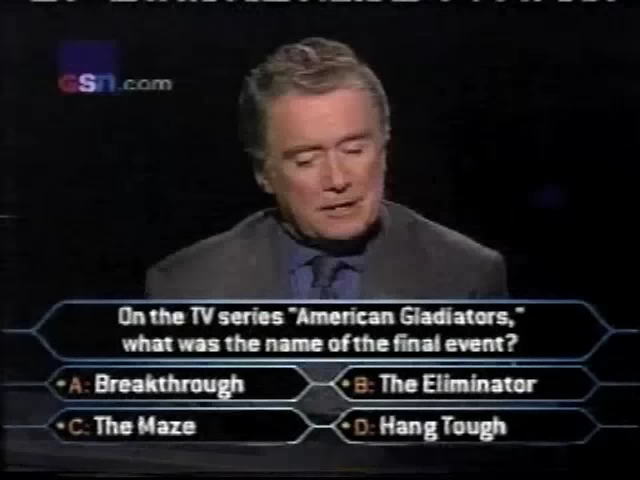 GSN.com
On the TV series "American Gladiators,"
what was the name of the final event?
A: Breakthrough
B: The Eliminator
C: The Maze
D: Hang Tough